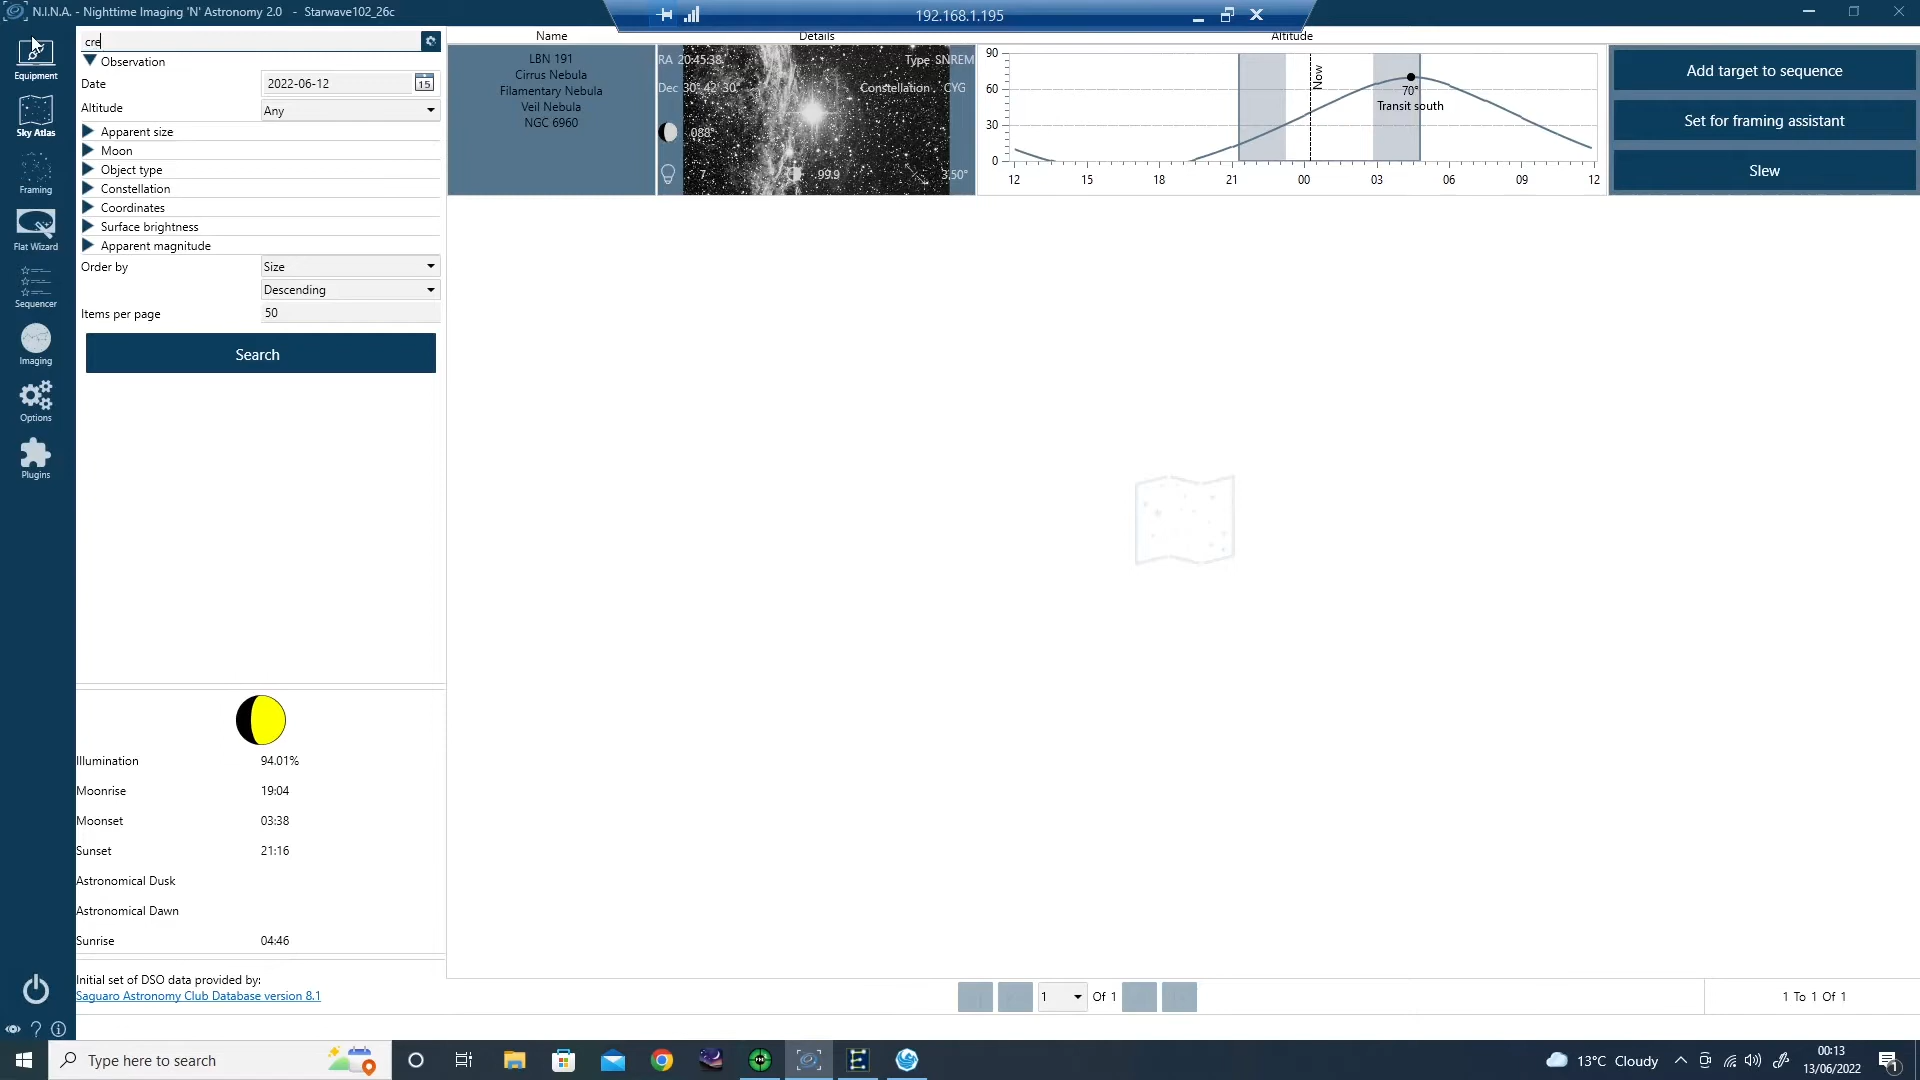 N.I.N.A. - Nighttime Imaging 'N' Astronomy 2.0 - Starwave102_26c
192.168.1.195
Equipment
Sky Atlas
Framing
Flat Wizard
Sequencer
Imaging
Options
Plugins
cre
Observation
Date 2022-06-12 15
Altitude Any
Apparent size
Moon
Object type
Constellation
Coordinates
Surface brightness
Apparent magnitude
Order by Size
Descending
Items per page 50
Search
Illumination 94.01%
Moonrise 19:04
Moonset 03:38
Sunset 21:16
Astronomical Dusk
Astronomical Dawn
Sunrise 04:46
Initial set of DSO data provided by:
Saguaro Astronomy Club Database version 8.1
Name Details Altitude
LBN 191
Cirrus Nebula
Filamentary Nebula
Veil Nebula
NGC 6960
RA 20:45:38 Type SNREM
Dec 30° 42' 30" Constellation CYG
088°
7 99.9 3.50°
90
60
30
0
Now
70°
Transit south
12 15 18 21 00 03 06 09 12
Add target to sequence
Set for framing assistant
Slew
1 Of 1
1 To 1 Of 1
Type here to search
13°C Cloudy
00:13
13/06/2022
1